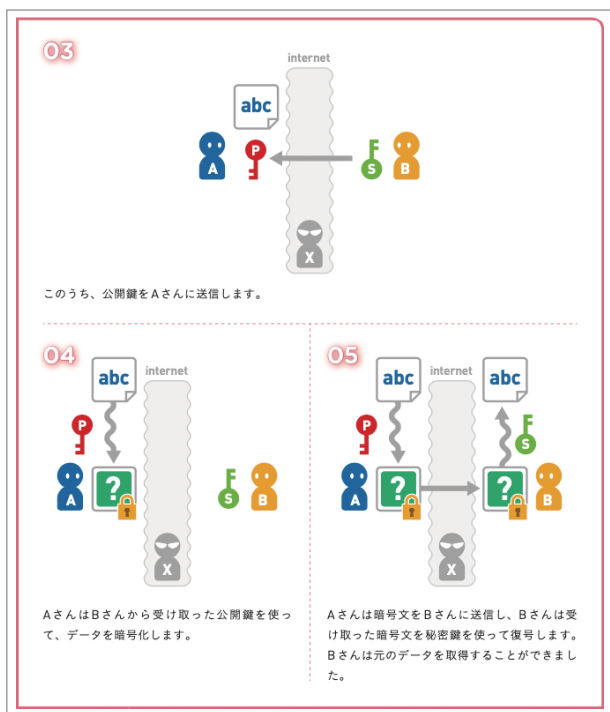 03
internet
abc
A
P
S
B
X
このうち、公開鍵をAさんに送信します。
04
abc
internet
P
A
?
S
B
X
AさんはBさんから受け取った公開鍵を使っ
て、データを暗号化します。
05
abc
internet
abc
P
S
A
?
?
B
X
Aさんは暗号文をBさんに送信し、Bさんは受
け取った暗号文を秘密鍵を使って復号します。
Bさんは元のデータを取得することができまし
た。